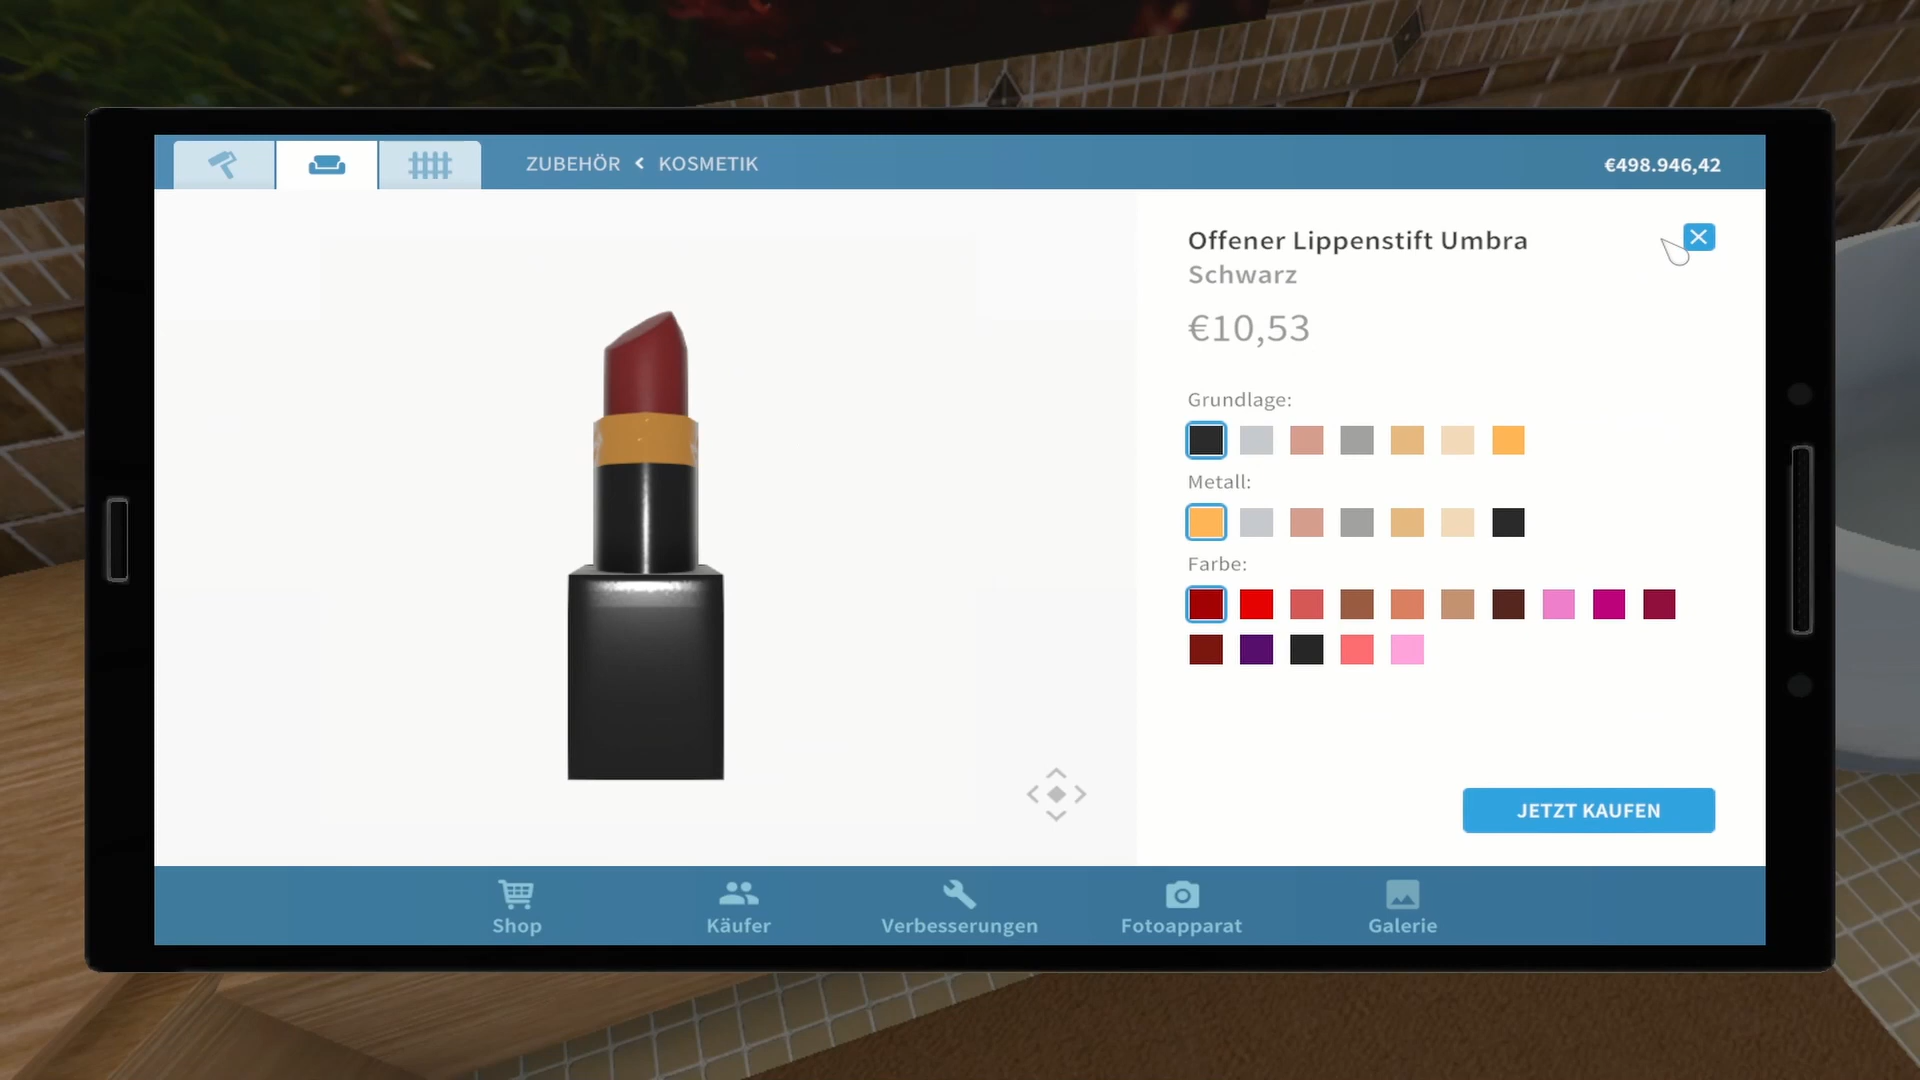 ZUBEHÖR < KOSMETIK
€498.946,42
Offener Lippenstift Umbra
Schwarz
€10,53
Grundlage:
Metall:
Farbe:
JETZT KAUFEN
Shop
Käufer
Verbesserungen
Fotoapparat
Galerie